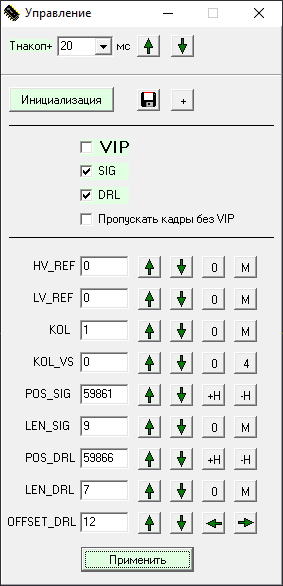 Управление
Tнакоп+ 20 мс
Инициализация +
VIP
SIG
DRL
Пропускать кадры без VIP
HV_REF 0 0 M
LV_REF 0 0 M
KOL 1 0 M
KOL_VS 0 0 4
POS_SIG 59861 +H -H
LEN_SIG 9 0 M
POS_DRL 59866 +H -H
LEN_DRL 7 0 M
OFFSET_DRL 12
Применить